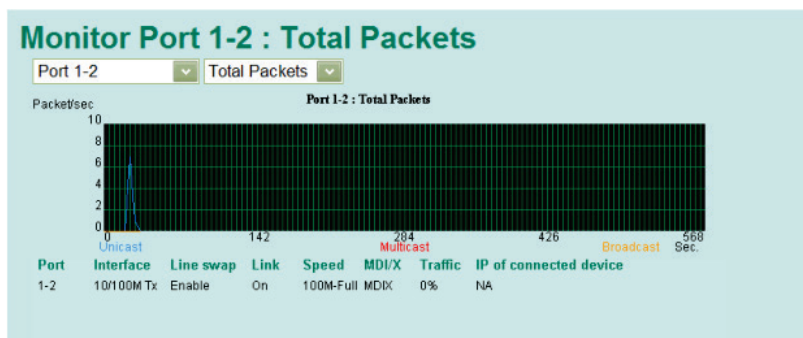 Monitor Port 1-2 : Total Packets
Port 1-2 Total Packets
Packet/sec Port 1-2 : Total Packets
10
8
6
4
2
0
0 142 284 426 568
Unicast Multicast Broadcast Sec.
Port Interface Line swap Link Speed MDI/X Traffic IP of connected device
1-2 10/100M Tx Enable On 100M-Full MDIX 0% NA